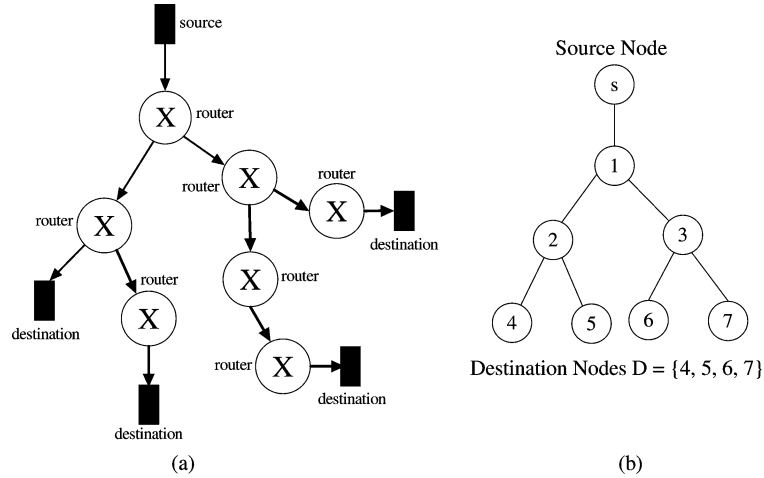 source
X
router
X
router
router
X
X
router
destination
router
destination
X
router
X
router
X
router
destination
destination
(a)
Source Node
s
1
2
3
4
5
6
7
Destination Nodes D = {4, 5, 6, 7}
(b)